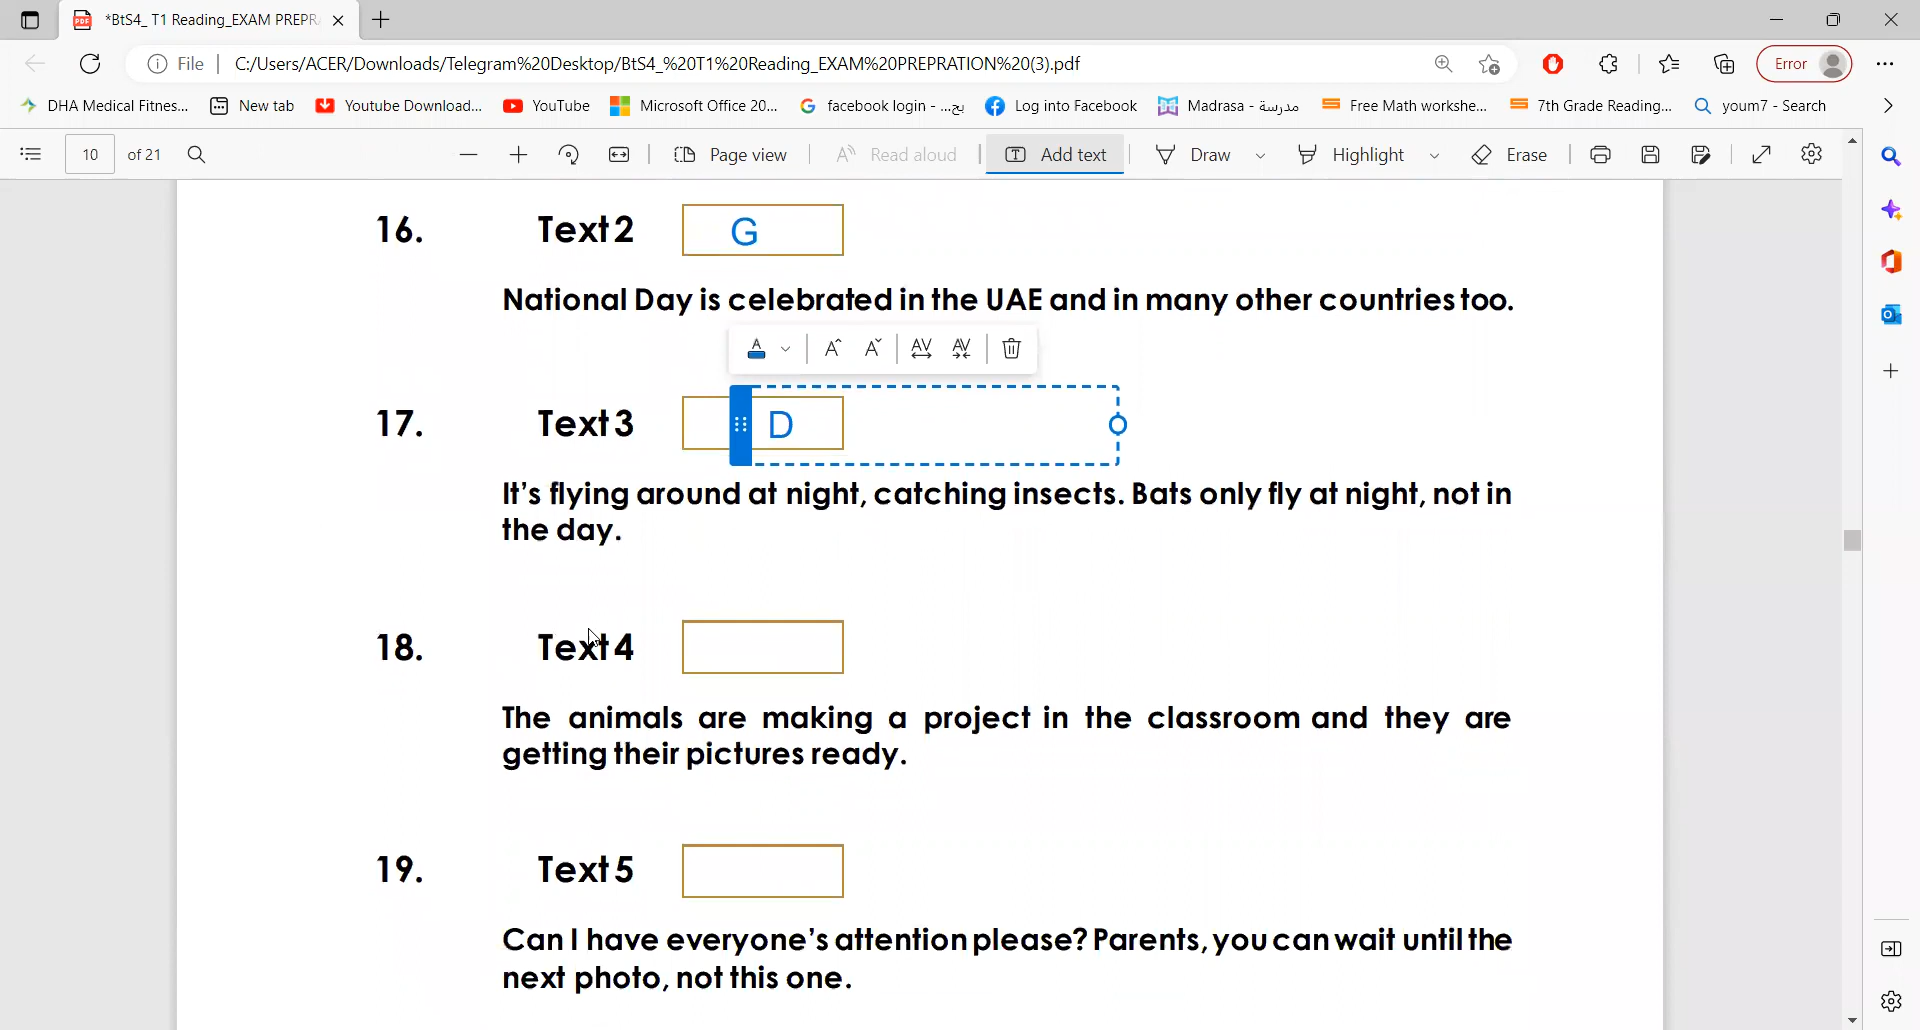 *BtS4_ T1 Reading_EXAM PREPR
File C:/Users/ACER/Downloads/Telegram%20Desktop/BtS4_%20T1%20Reading_EXAM%20PREPRATION%20(3).pdf
Error
DHA Medical Fitnes...
New tab
Youtube Download...
YouTube
Microsoft Office 20...
facebook login - ...بح
Log into Facebook
Madrasa - مدرسة
Free Math workshe...
7th Grade Reading...
youm7 - Search
10 of 21
Page view
Read aloud
Add text
Draw
Highlight
Erase
16. Text 2 G
National Day is celebrated in the UAE and in many other countries too.
17. Text 3 D
It's flying around at night, catching insects. Bats only fly at night, not in
the day.
18. Text 4
The animals are making a project in the classroom and they are
getting their pictures ready.
19. Text 5
Can I have everyone's attention please? Parents, you can wait until the
next photo, not this one.